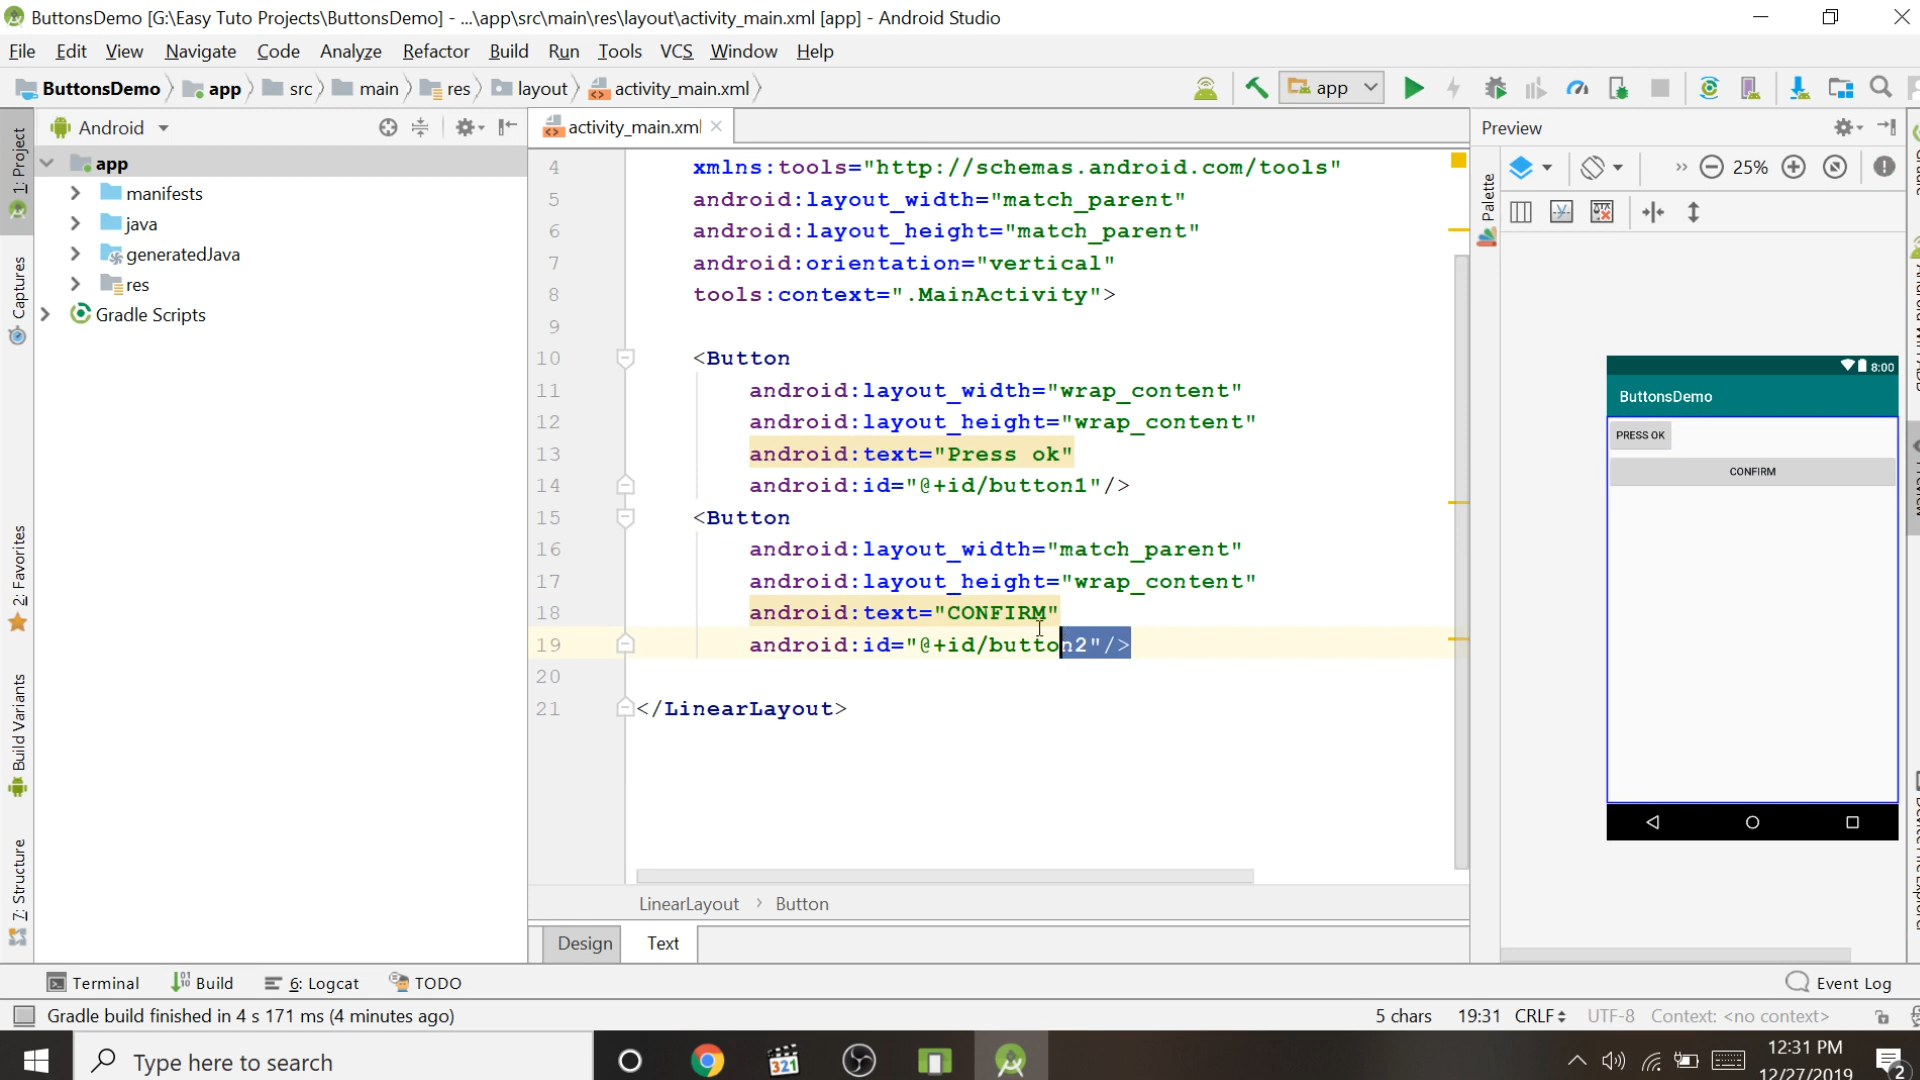 ButtonsDemo [G:\Easy Tuto Projects\ButtonsDemo] - ...\app\src\main\res\layout\activity_main.xml [app] - Android Studio
File Edit View Navigate Code Analyze Refactor Build Run Tools VCS Window Help
ButtonsDemo app src main res layout activity_main.xml app
1: Project
Captures
2: Favorites
Build Variants
7: Structure
Android
app
manifests
java
generatedJava
res
Gradle Scripts
activity_main.xml
4 xmlns:tools="http://schemas.android.com/tools"
5 android:layout_width="match_parent"
6 android:layout_height="match_parent"
7 android:orientation="vertical"
8 tools:context=".MainActivity">
9
10 <Button
11 android:layout_width="wrap_content"
12 android:layout_height="wrap_content"
13 android:text="Press ok"
14 android:id="@+id/button1"/>
15 <Button
16 android:layout_width="match_parent"
17 android:layout_height="wrap_content"
18 android:text="CONFIRM"
19 android:id="@+id/button2"/>
20
21 </LinearLayout>
LinearLayout › Button
Design Text
Preview
Palette
25%
8:00
ButtonsDemo
PRESS OK
CONFIRM
Terminal Build 6: Logcat TODO Event Log
Gradle build finished in 4 s 171 ms (4 minutes ago) 5 chars 19:31 CRLF UTF-8 Context: <no context>
Type here to search
321
12:31 PM
12/27/2019
2